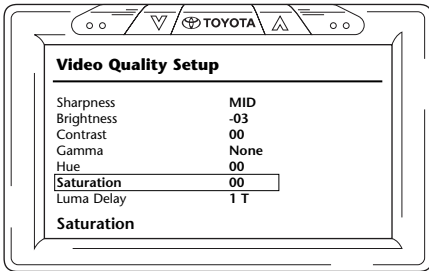 TOYOTA
Video Quality Setup
Sharpness MID
Brightness -03
Contrast 00
Gamma None
Hue 00
Saturation 00
Luma Delay 1 T
Saturation